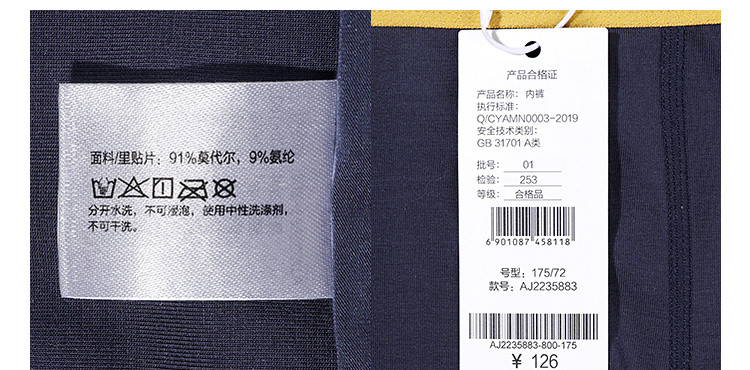 面料/里贴片：91%莫代尔，9%氨纶
分开水洗，不可浸泡，使用中性洗涤剂，
不可干洗。
产品合格证
产品名称：内裤
执行标准：
Q/CYAMN0003-2019
安全技术类别：
GB 31701 A类
批号： 01
检验： 253
等级： 合格品
6 901087 458118
号型：175/72
款号：AJ2235883
AJ2235883-800-175
¥ 126